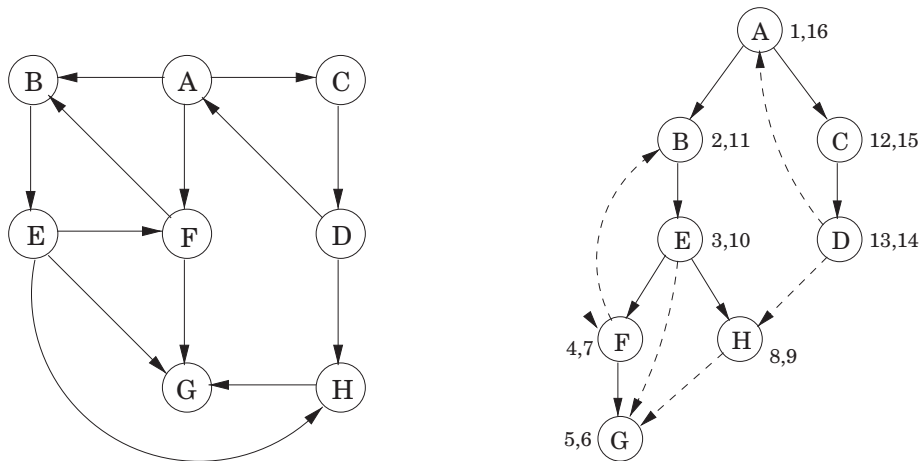 B A C
E F D
G H
A 1,16
B 2,11 C 12,15
E 3,10 D 13,14
4,7 F H 8,9
5,6 G